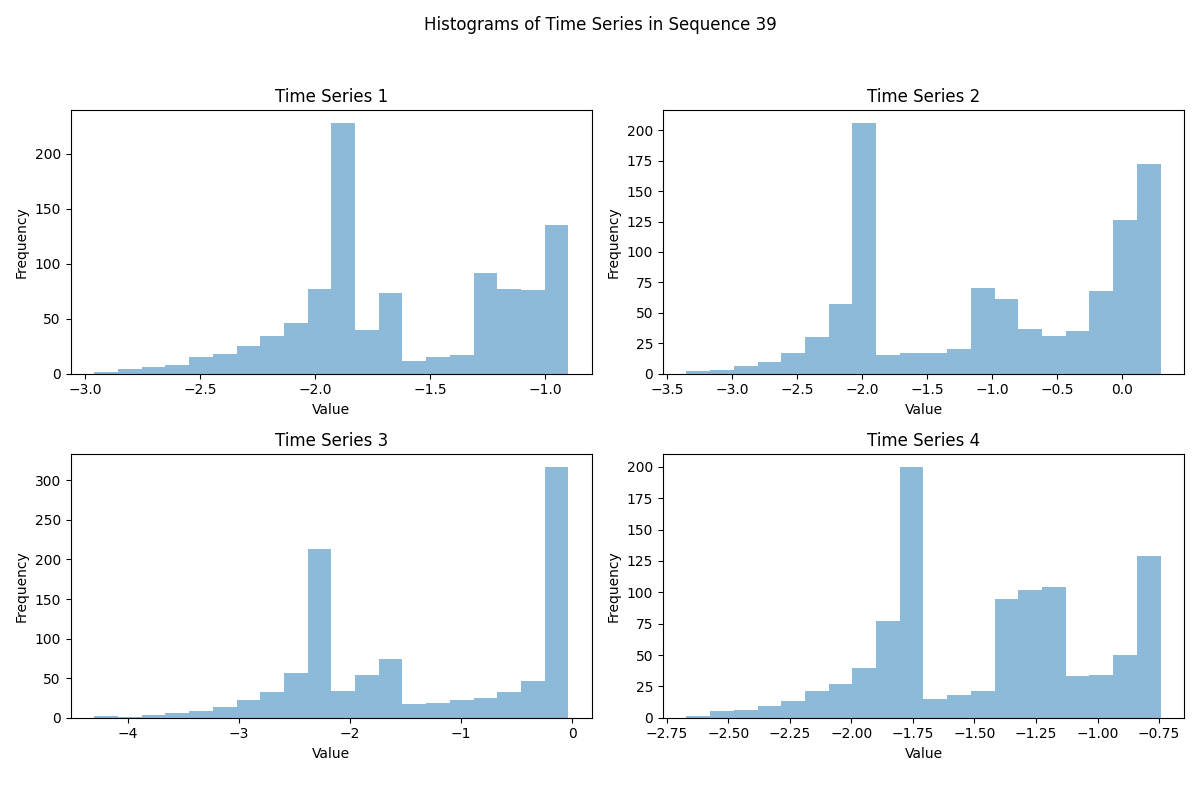 Histograms of Time Series in Sequence 39
Time Series 1
Frequency
200
150
100
50
0
−3.0 −2.5 −2.0 −1.5 −1.0
Value
Time Series 2
Frequency
200
175
150
125
100
75
50
25
0
−3.5 −3.0 −2.5 −2.0 −1.5 −1.0 −0.5 0.0
Value
Time Series 3
Frequency
300
250
200
150
100
50
0
−4 −3 −2 −1 0
Value
Time Series 4
Frequency
200
175
150
125
100
75
50
25
0
−2.75 −2.50 −2.25 −2.00 −1.75 −1.50 −1.25 −1.00 −0.75
Value